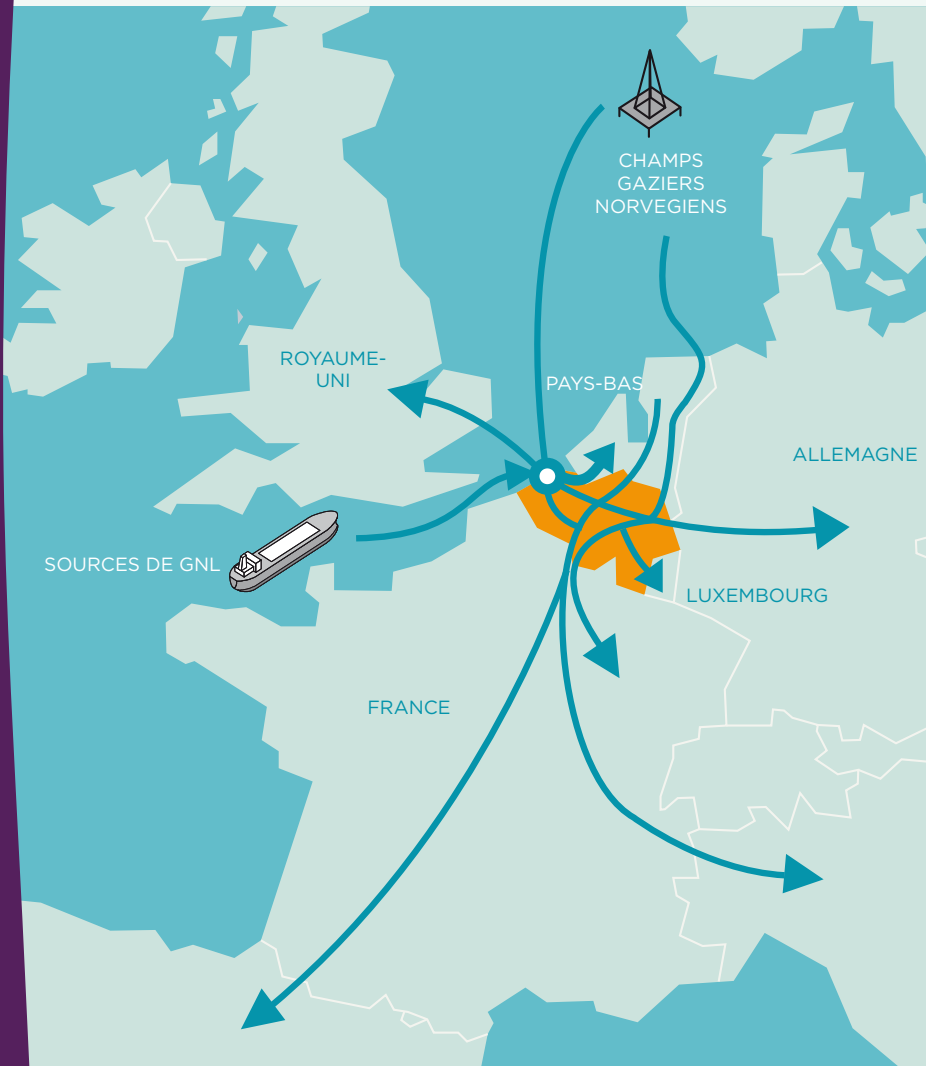 CHAMPS
GAZIERS
NORVEGIENS
ROYAUME-
UNI
PAYS-BAS
ALLEMAGNE
SOURCES DE GNL
LUXEMBOURG
FRANCE